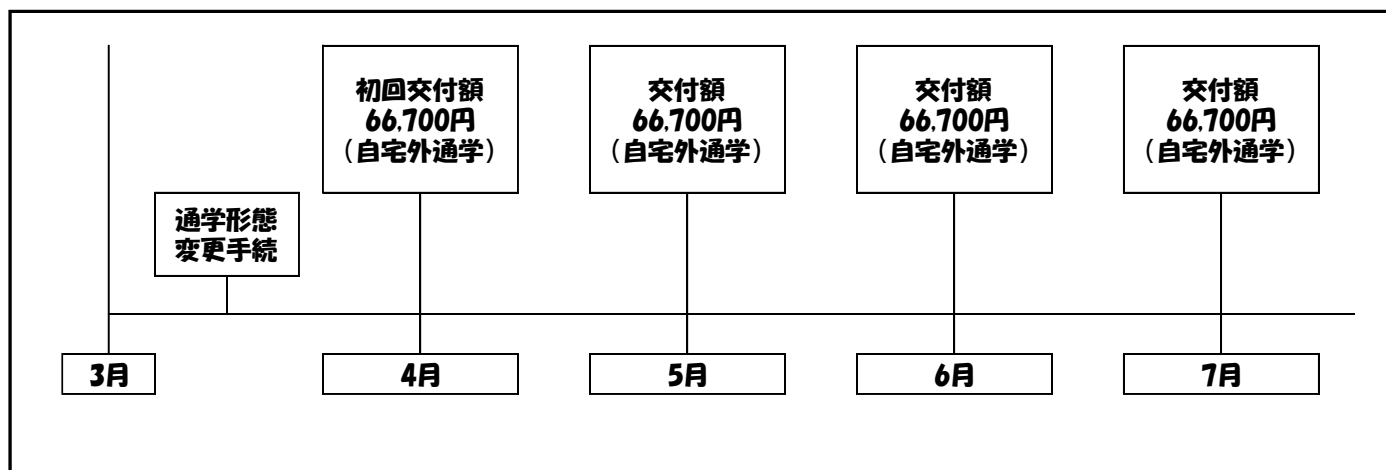 初回交付額
66,700円
（自宅外通学）
交付額
66,700円
（自宅外通学）
交付額
66,700円
（自宅外通学）
交付額
66,700円
（自宅外通学）
通学形態
変更手続
3月
4月
5月
6月
7月